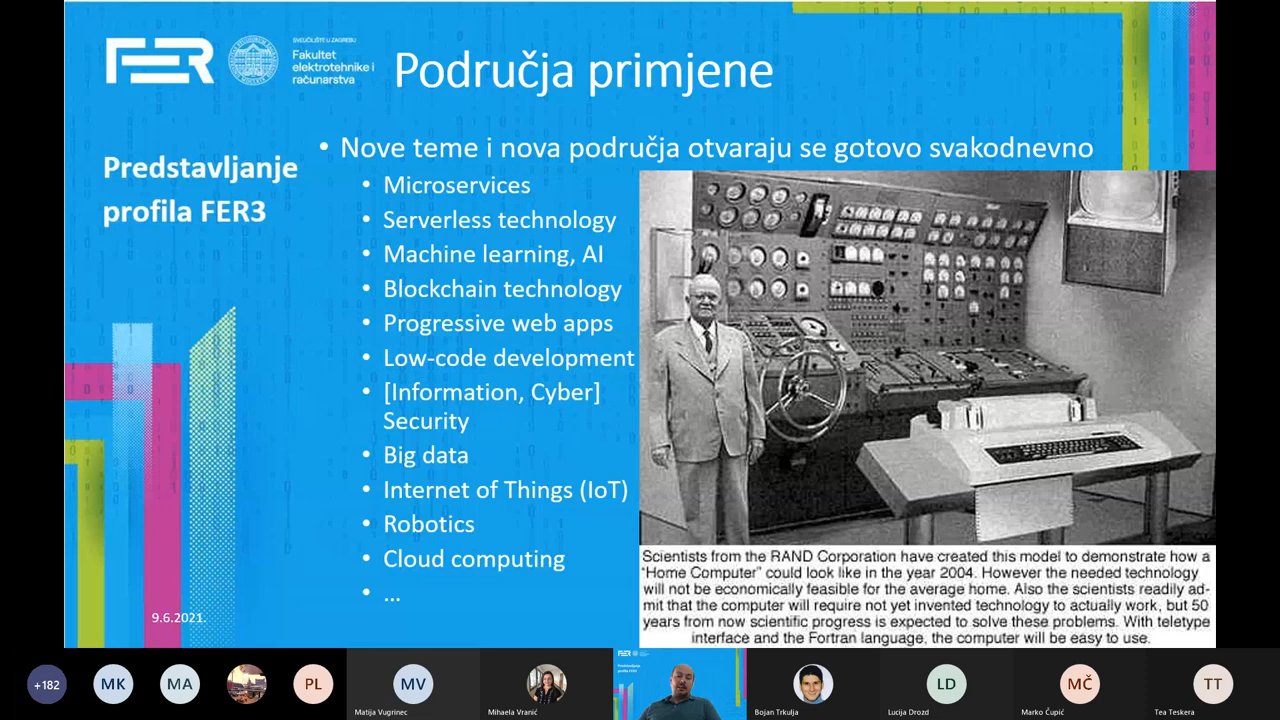 FER
SVEUČILIŠTE U ZAGREBU
Fakultet
elektrotehnike i
računarstva
Područja primjene
Predstavljanje
profila FER3
• Nove teme i nova područja otvaraju se gotovo svakodnevno
• Microservices
• Serverless technology
• Machine learning, AI
• Blockchain technology
• Progressive web apps
• Low-code development
• [Information, Cyber]
Security
• Big data
• Internet of Things (IoT)
• Robotics
• Cloud computing
• ...
Scientists from the RAND Corporation have created this model to demonstrate how a
"Home Computer" could look like in the year 2004. However the needed technology
will not be economically feasible for the average home. Also the scientists readily ad-
mit that the computer will require not yet invented technology to actually work, but 50
years from now scientific progress is expected to solve these problems. With teletype
interface and the Fortran language, the computer will be easy to use.
9.6.2021.
+182
MK
MA
PL
MV
Matija Vugrinec
Mihaela Vranić
FER
Predstavljanje
profila FER3
Bojan Trkulja
LD
Lucija Drozd
MČ
Marko Čupić
TT
Tea Teskera